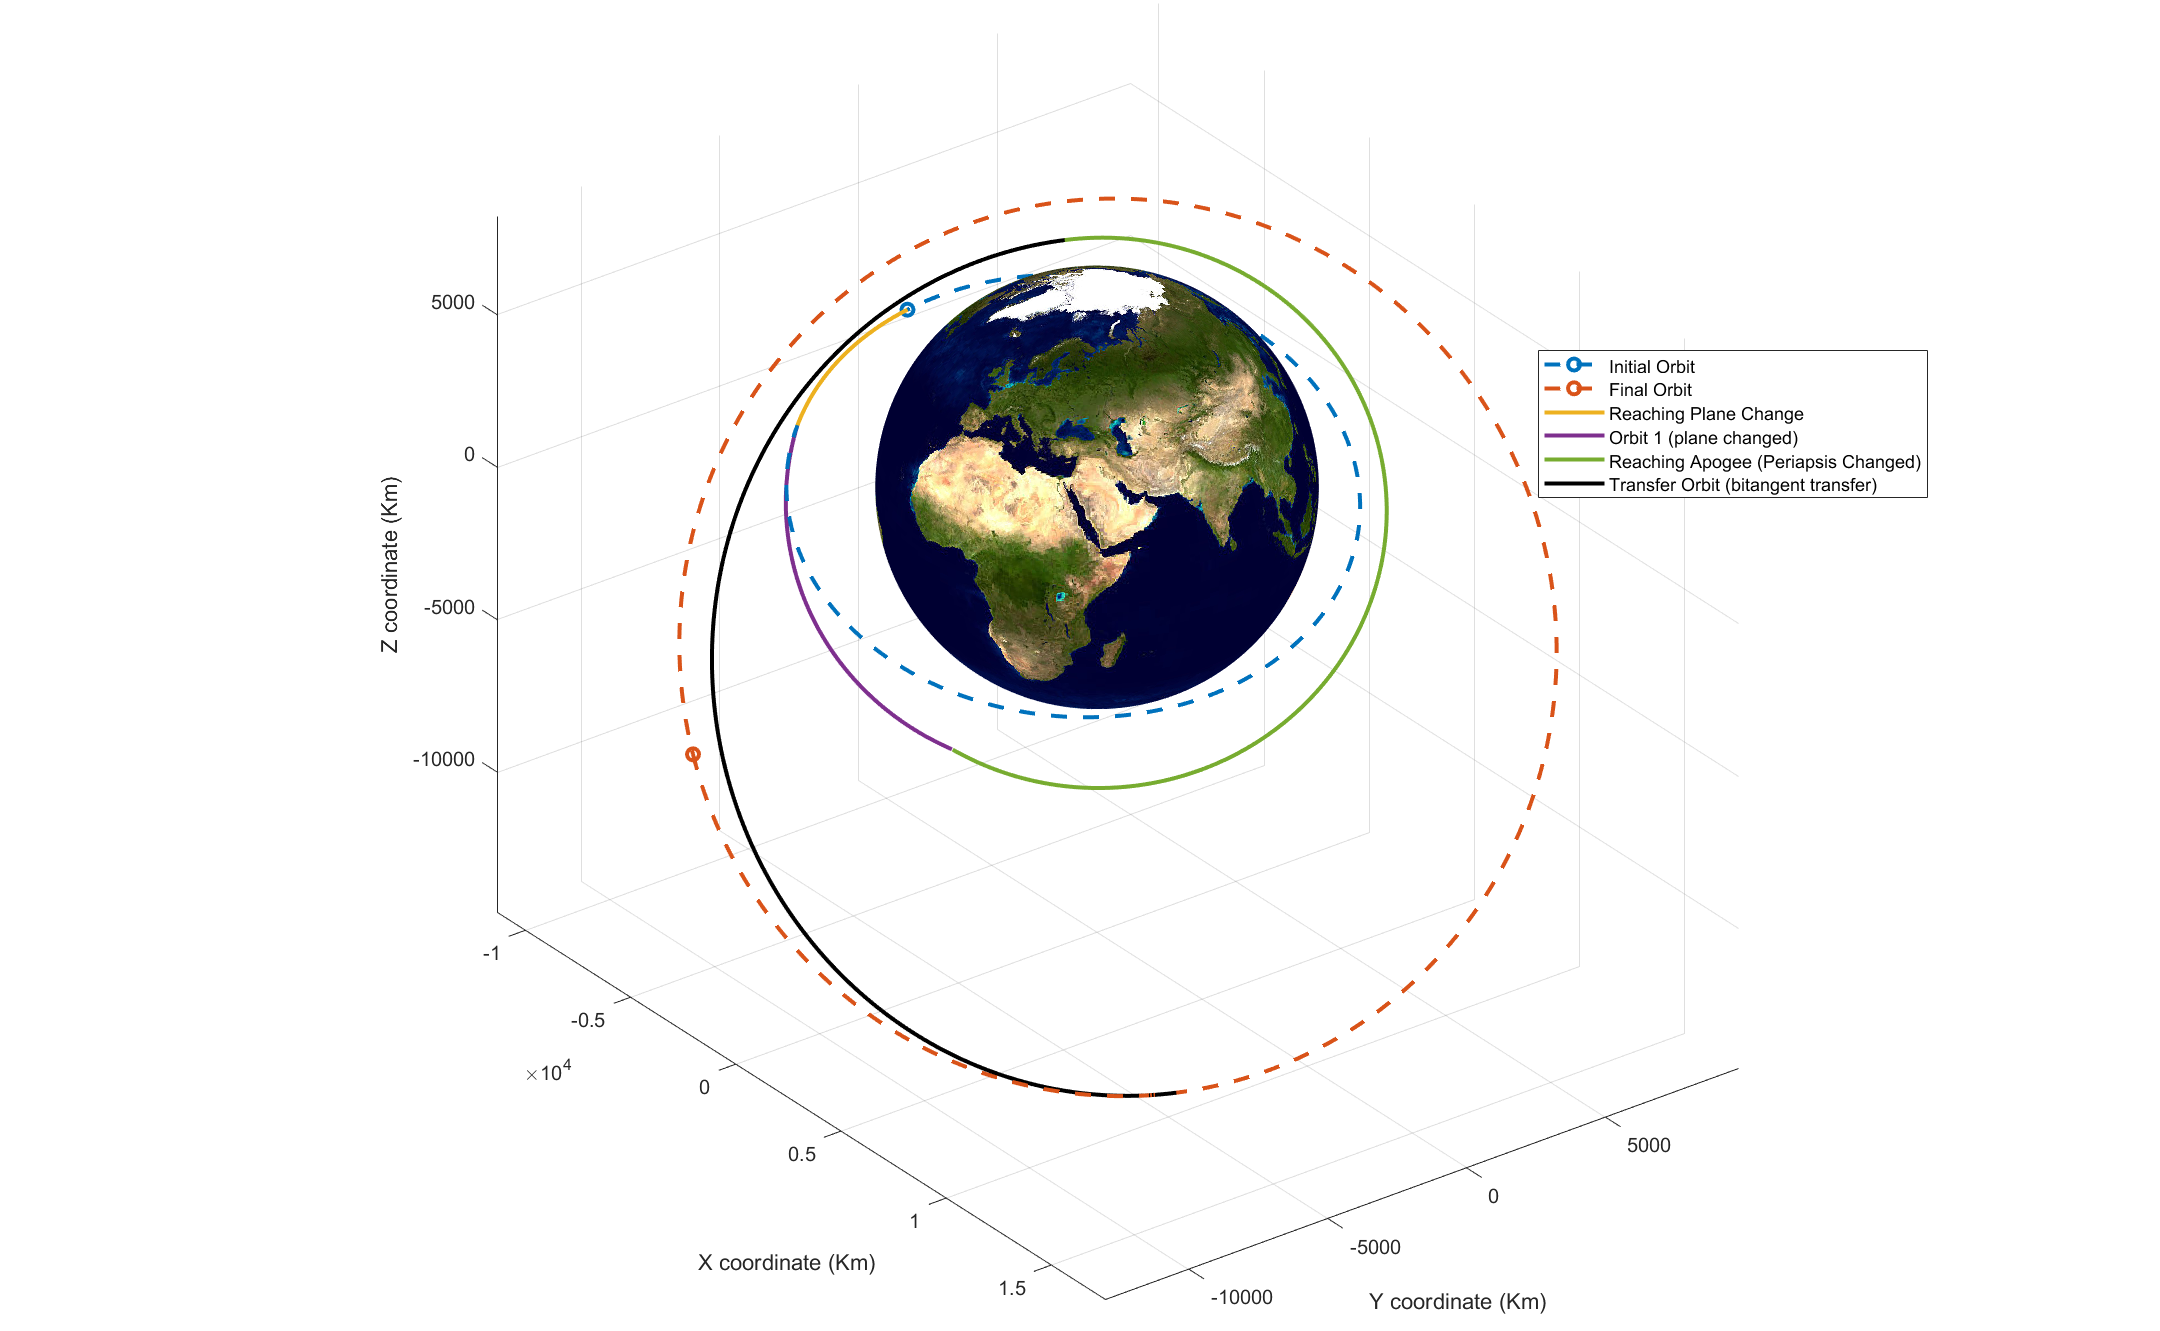 5000
0
-5000
-10000
Z coordinate (Km)
Initial Orbit
Final Orbit
Reaching Plane Change
Orbit 1 (plane changed)
Reaching Apogee (Periapsis Changed)
Transfer Orbit (bitangent transfer)
-1
-0.5
×10^4
0
0.5
1
1.5
X coordinate (Km)
5000
0
-5000
-10000
Y coordinate (Km)